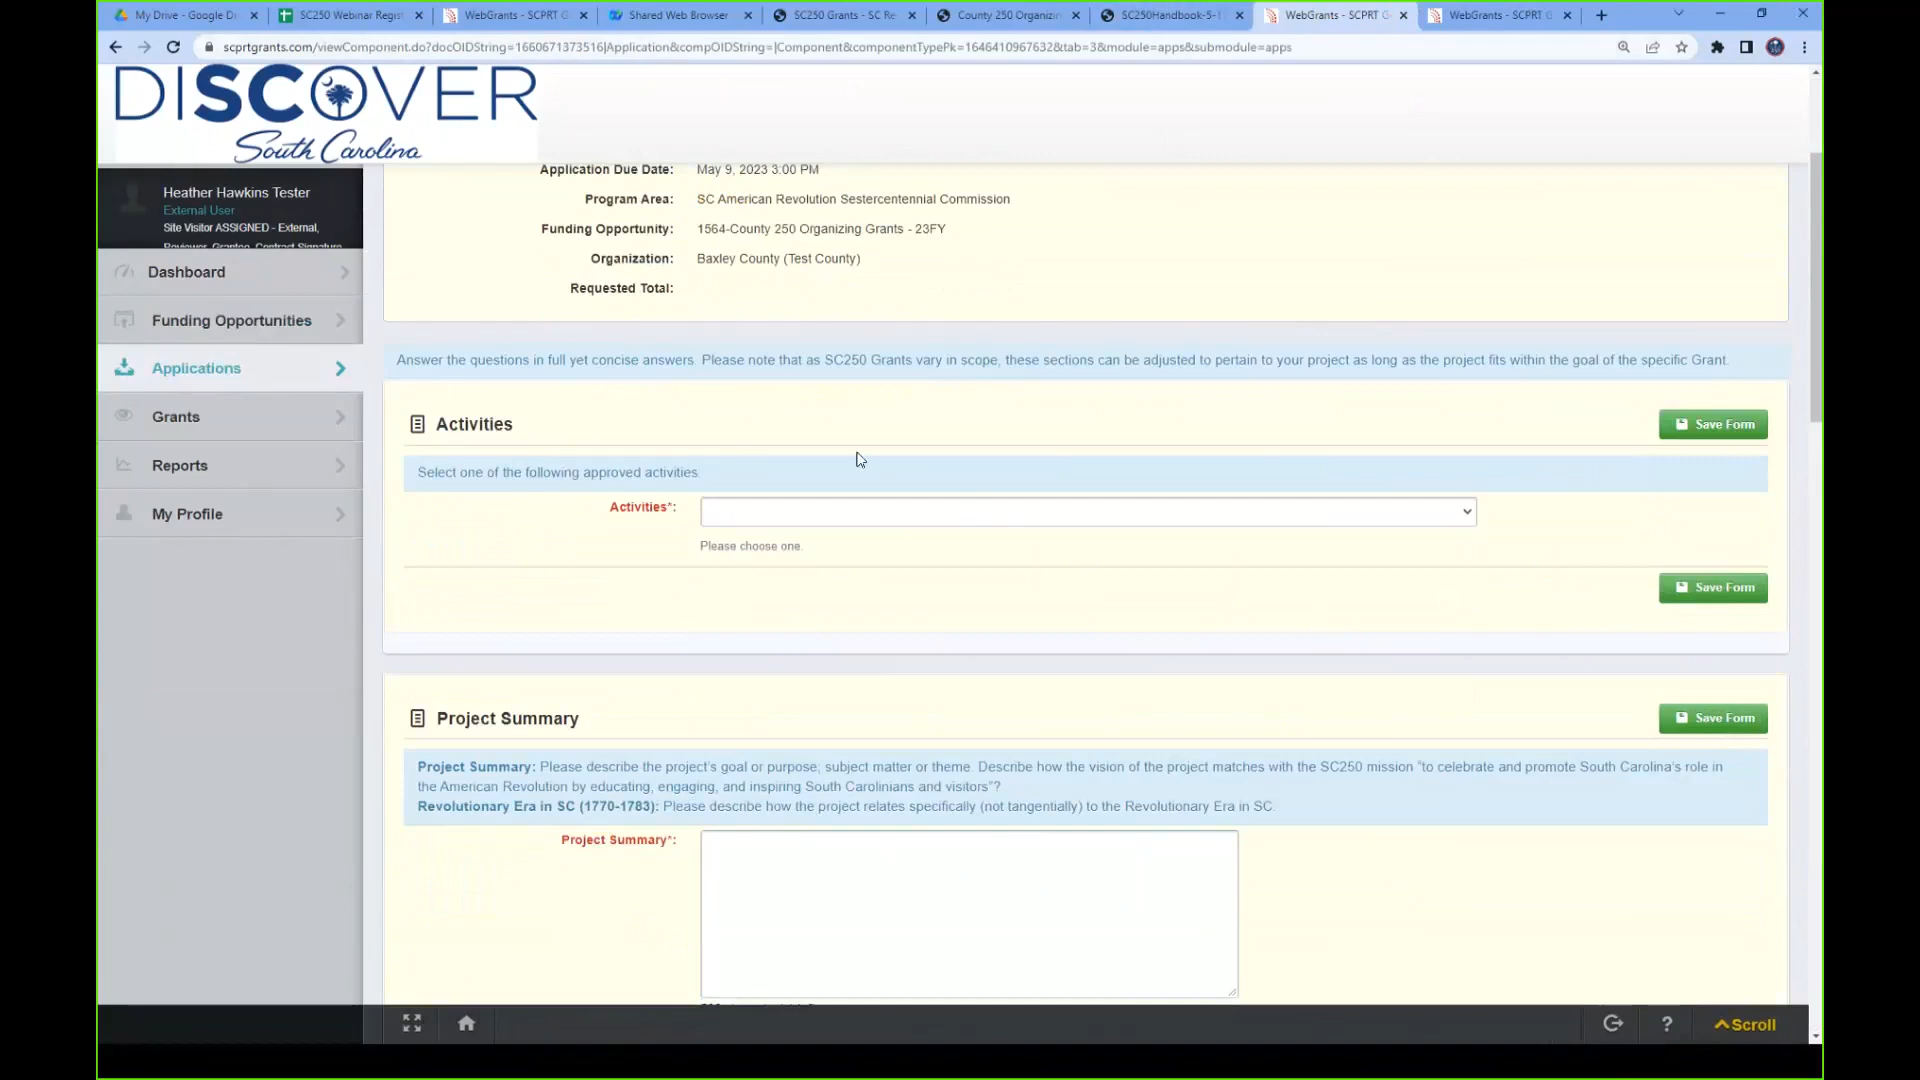 My Drive - Google Dr
SC250 Webinar Regist
WebGrants - SCPRT G
Shared Web Browser
SC250 Grants - SC Re
County 250 Organizin
SC250Handbook-5-1
WebGrants - SCPRT G
WebGrants - SCPRT G
scprtgrants.com/viewComponent.do?docOIDString=1660671373516|Application&compOIDString=|Component&componentTypePk=1646410967632&tab=3&module=apps&submodule=apps
DISCOVER
South Carolina
Heather Hawkins Tester
External User
Site Visitor ASSIGNED - External,
Reviewer, Grantee, Contract Signature
Dashboard
Funding Opportunities
Applications
Grants
Reports
My Profile
Application Due Date: May 9, 2023 3:00 PM
Program Area: SC American Revolution Sestercentennial Commission
Funding Opportunity: 1564-County 250 Organizing Grants - 23FY
Organization: Baxley County (Test County)
Requested Total:
Answer the questions in full yet concise answers. Please note that as SC250 Grants vary in scope, these sections can be adjusted to pertain to your project as long as the project fits within the goal of the specific Grant.
Activities
Save Form
Select one of the following approved activities.
Activities*:
Please choose one.
Save Form
Project Summary
Save Form
Project Summary: Please describe the project's goal or purpose; subject matter or theme. Describe how the vision of the project matches with the SC250 mission "to celebrate and promote South Carolina's role in
the American Revolution by educating, engaging, and inspiring South Carolinians and visitors"?
Revolutionary Era in SC (1770-1783): Please describe how the project relates specifically (not tangentially) to the Revolutionary Era in SC.
Project Summary*:
?
Scroll